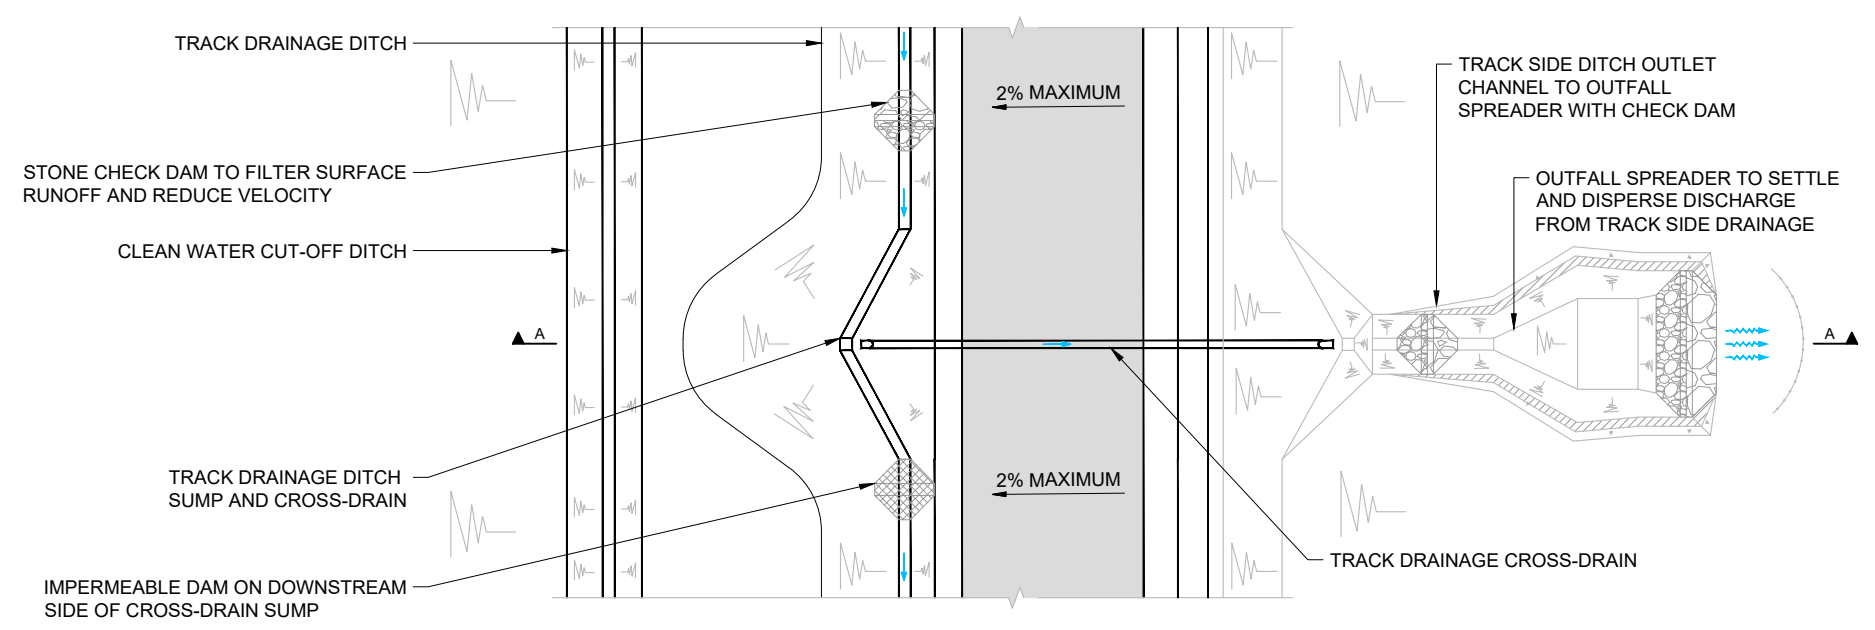 TRACK DRAINAGE DITCH
STONE CHECK DAM TO FILTER SURFACE
RUNOFF AND REDUCE VELOCITY
CLEAN WATER CUT-OFF DITCH
A
TRACK DRAINAGE DITCH
SUMP AND CROSS-DRAIN
IMPERMEABLE DAM ON DOWNSTREAM
SIDE OF CROSS-DRAIN SUMP
2% MAXIMUM
2% MAXIMUM
TRACK SIDE DITCH OUTLET
CHANNEL TO OUTFALL
SPREADER WITH CHECK DAM
OUTFALL SPREADER TO SETTLE
AND DISPERSE DISCHARGE
FROM TRACK SIDE DRAINAGE
A
TRACK DRAINAGE CROSS-DRAIN